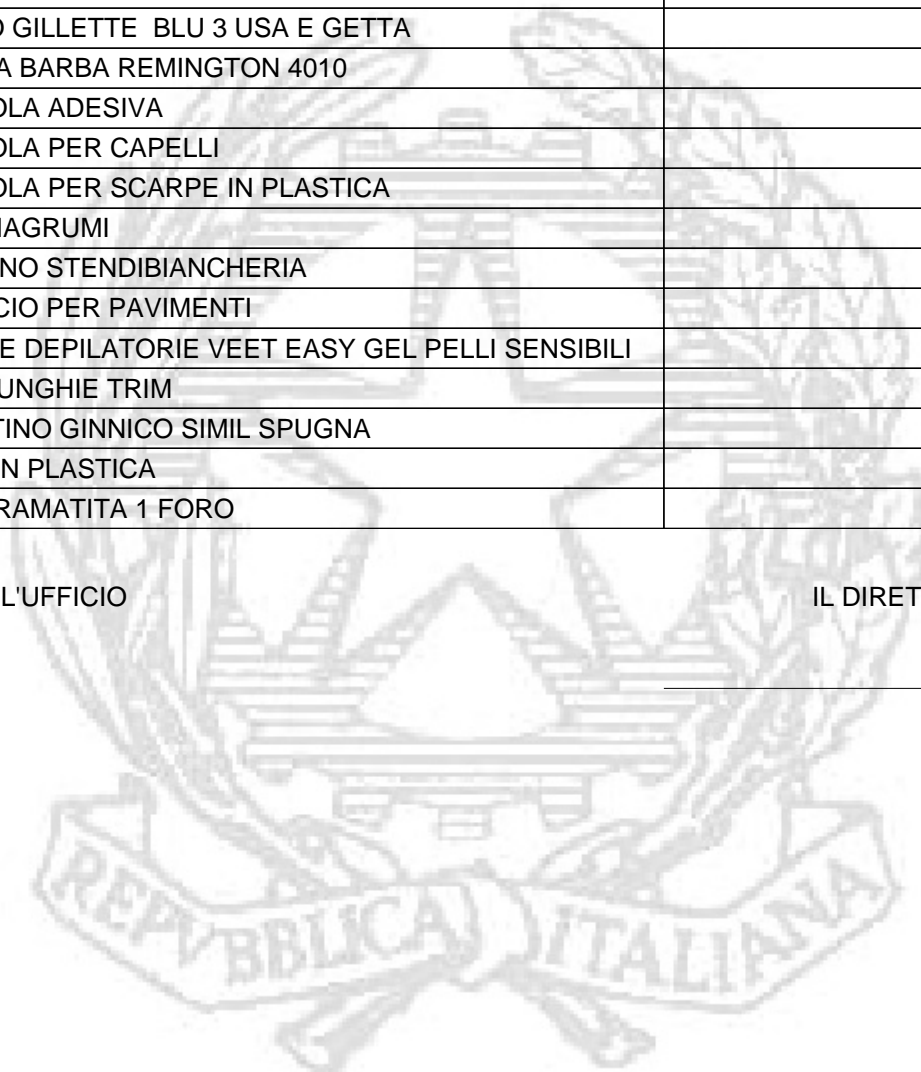 O GILLETTE  BLU 3 USA E GETTA
A BARBA REMINGTON 4010
OLA ADESIVA
OLA PER CAPELLI
OLA PER SCARPE IN PLASTICA
MAGRUMI
NO STENDIBIANCHERIA
CIO PER PAVIMENTI
E DEPILATORIE VEET EASY GEL PELLI SENSIBILI
UNGHIE TRIM
TINO GINNICO SIMIL SPUGNA
N PLASTICA
RAMATITA 1 FORO
L'UFFICIO IL DIRET
REPVBBLICA ITALIANA